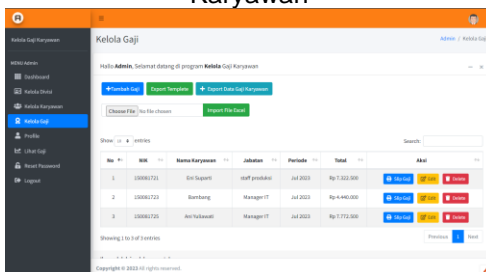 Karyawan
Kelola Gaji Karyawan
Kelola Gaji
Admin / Kelola Gaji
MENU Admin
Hallo Admin, Selamat datang di program Kelola Gaji Karyawan
Dashboard
Kelola Divisi
Kelola Karyawan
Kelola Gaji
Profile
Lihat Gaji
Reset Password
Logout
+Tambah Gaji Export Template + Export Data Gaji Karyawan
Choose File No file chosen Import File Excel
Show 10 entries Search:
No NIK Nama Karyawan Jabatan Periode Total Aksi
1 Eni Suparti staff produksi Jul 2023 Rp 7.322.500 Slip Gaji Edit Delete
2 Bambang Manager IT Jul 2023 Rp 4.440.000 Slip Gaji Edit Delete
3 Ani Yuliawati Manager IT Jul 2023 Rp 7.772.500 Slip Gaji Edit Delete
Showing 1 to 3 of 3 entries Previous 1 Next
Copyright © 2023 All rights reserved.